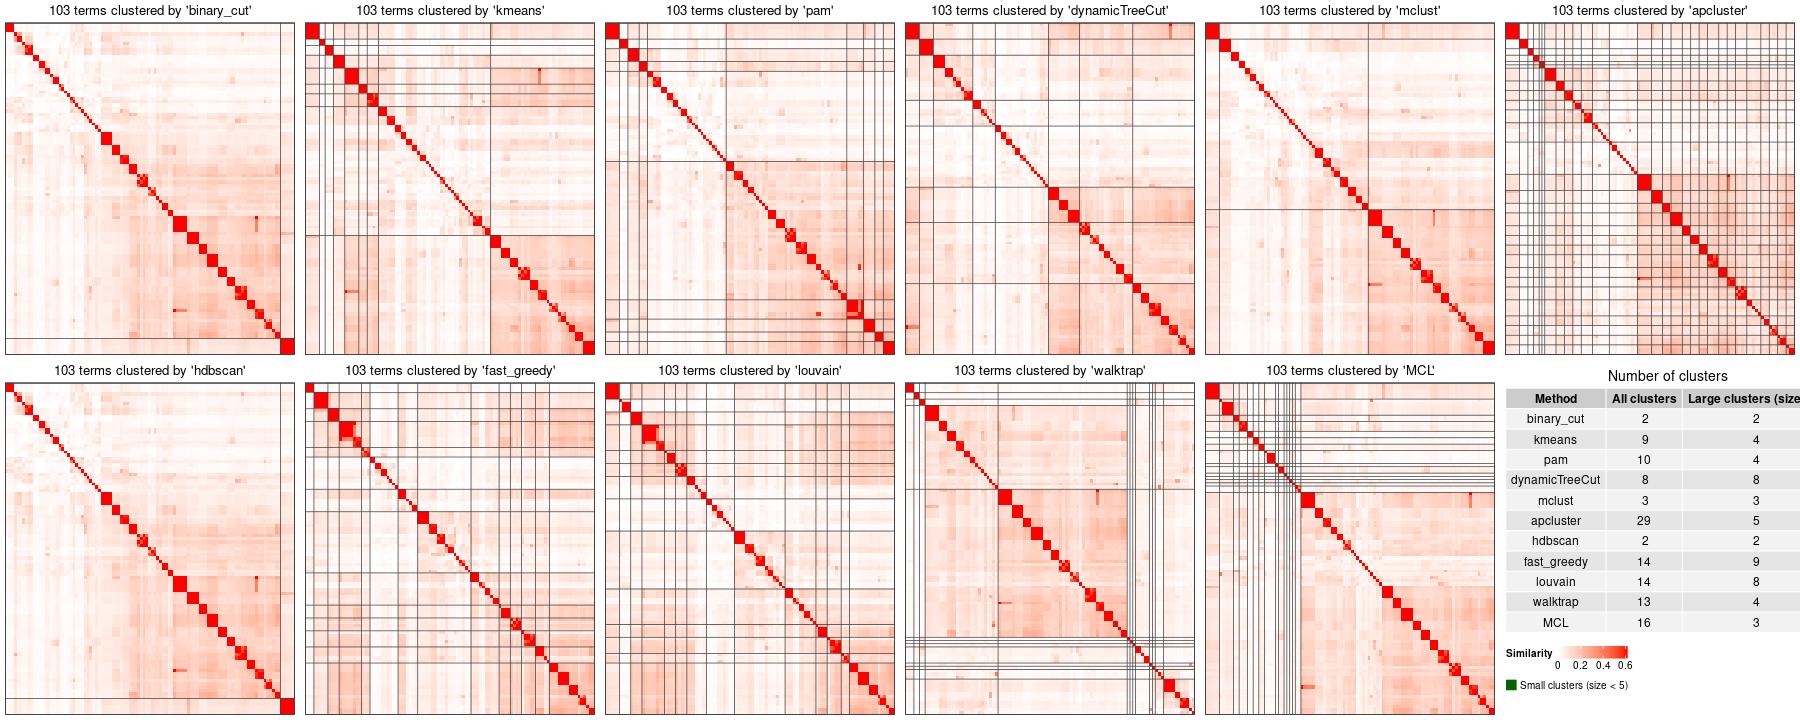 103 terms clustered by 'binary_cut'
103 terms clustered by 'kmeans'
103 terms clustered by 'pam'
103 terms clustered by 'dynamicTreeCut'
103 terms clustered by 'mclust'
103 terms clustered by 'apcluster'
103 terms clustered by 'hdbscan'
103 terms clustered by 'fast_greedy'
103 terms clustered by 'louvain'
103 terms clustered by 'walktrap'
103 terms clustered by 'MCL'
Number of clusters
Method All clusters Large clusters (size
binary_cut 2 2
kmeans 9 4
pam 10 4
dynamicTreeCut 8 8
mclust 3 3
apcluster 29 5
hdbscan 2 2
fast_greedy 14 9
louvain 14 8
walktrap 13 4
MCL 16 3
Similarity
0 0.2 0.4 0.6
Small clusters (size < 5)